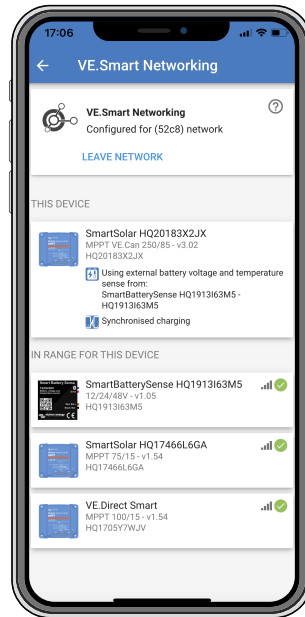 17:06
VE.Smart Networking
VE.Smart Networking
Configured for (52c8) network
LEAVE NETWORK
THIS DEVICE
SmartSolar HQ20183X2JX
MPPT VE.Can 250/85 - v3.02
HQ20183X2JX
Using external battery voltage and temperature
sense from:
SmartBatterySense HQ1913I63M5 -
HQ1913I63M5
Synchronised charging
IN RANGE FOR THIS DEVICE
SmartBatterySense HQ1913I63M5
12/24/48V - v1.05
HQ1913I63M5
Smart Battery Sense
SmartSolar HQ17466L6GA
MPPT 75/15 - v1.54
HQ17466L6GA
VE.Direct Smart
MPPT 100/15 - v1.54
HQ1705Y7WJV